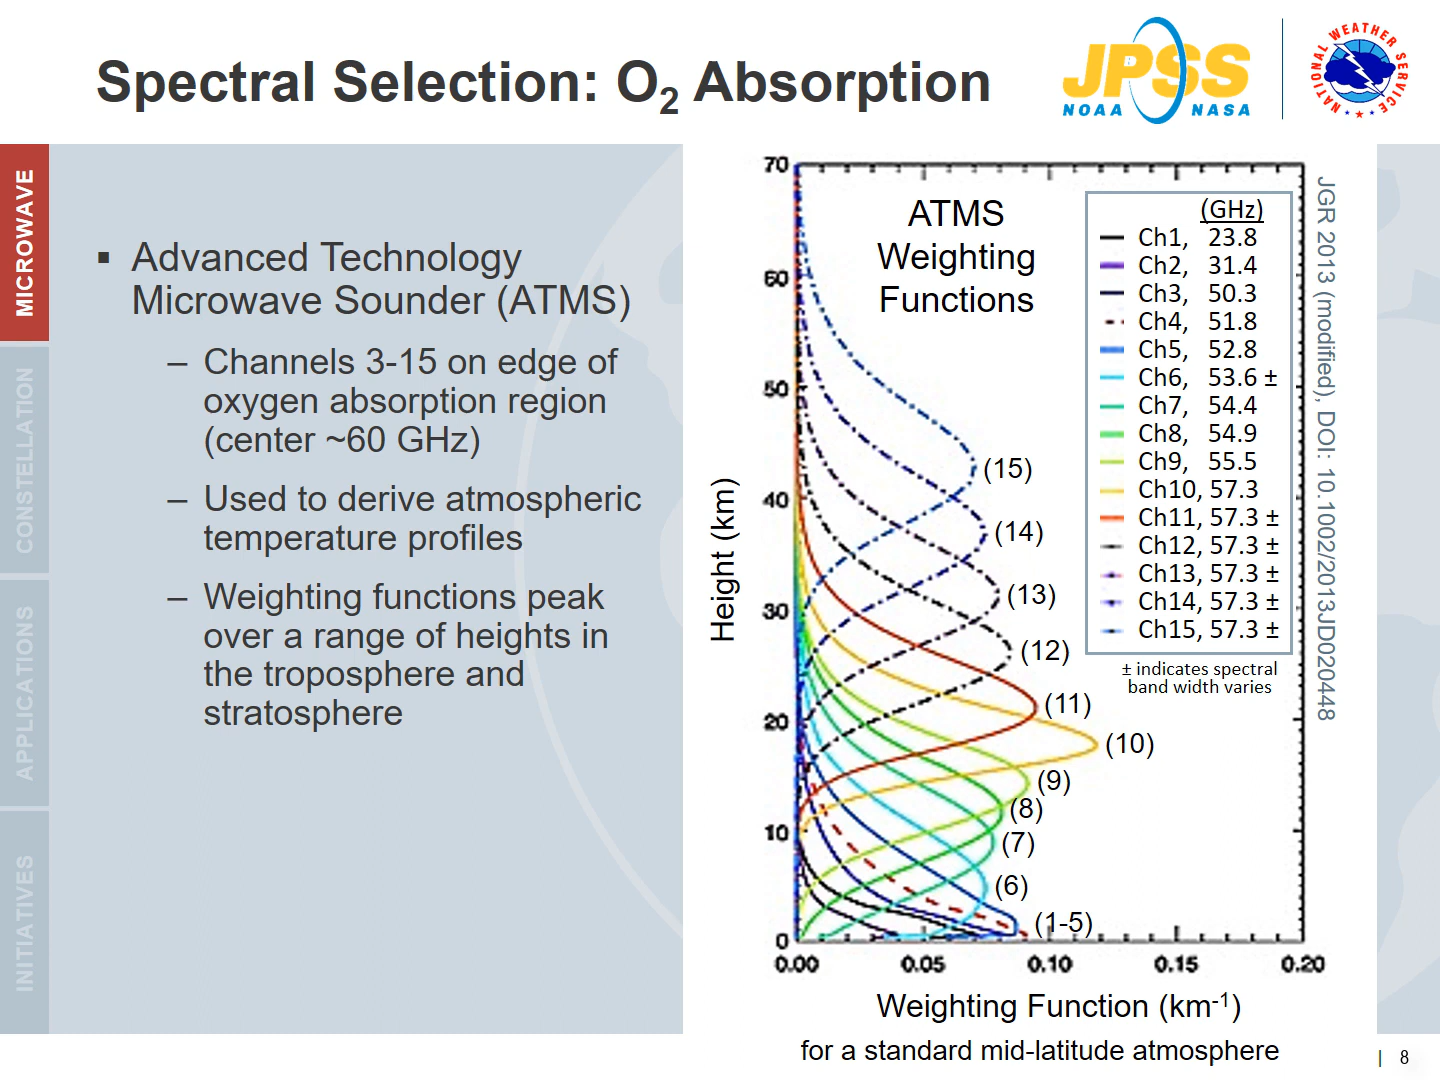 Spectral Selection: O2 Absorption
JPSS
NOAA NASA
NATIONAL WEATHER SERVICE
MICROWAVE
CONSTELLATION
APPLICATIONS
INITIATIVES
▪ Advanced Technology
Microwave Sounder (ATMS)
– Channels 3-15 on edge of
oxygen absorption region
(center ~60 GHz)
– Used to derive atmospheric
temperature profiles
– Weighting functions peak
over a range of heights in
the troposphere and
stratosphere
ATMS
Weighting
Functions
(GHz)
Ch1, 23.8
Ch2, 31.4
Ch3, 50.3
Ch4, 51.8
Ch5, 52.8
Ch6, 53.6 ±
Ch7, 54.4
Ch8, 54.9
Ch9, 55.5
Ch10, 57.3
Ch11, 57.3 ±
Ch12, 57.3 ±
Ch13, 57.3 ±
Ch14, 57.3 ±
Ch15, 57.3 ±
± indicates spectral
band width varies
JGR 2013 (modified), DOI: 10.1002/2013JD020448
Height (km)
70
60
50
40
30
20
10
0
(15)
(14)
(13)
(12)
(11)
(10)
(9)
(8)
(7)
(6)
(1-5)
0.00 0.05 0.10 0.15 0.20
Weighting Function (km-1)
for a standard mid-latitude atmosphere
| 8